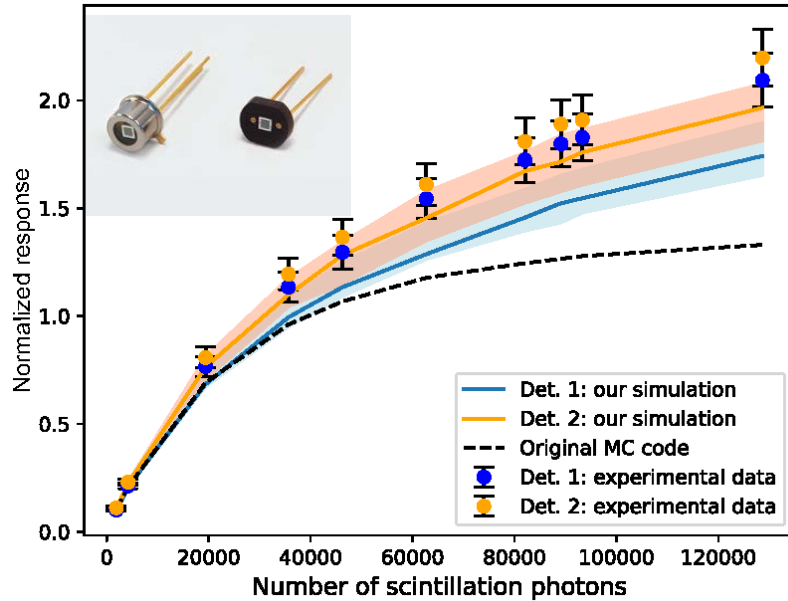 2.0
1.5
1.0
0.5
0.0
Normalized response
0
20000
40000
60000
80000
100000
120000
Number of scintillation photons
Det. 1: our simulation
Det. 2: our simulation
Original MC code
Det. 1: experimental data
Det. 2: experimental data